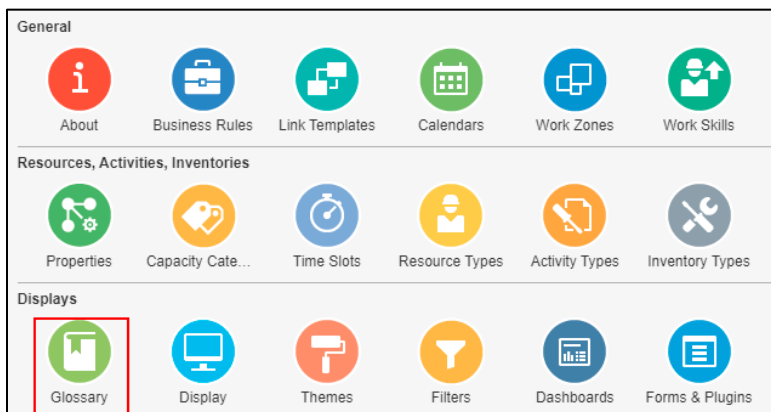 General
About Business Rules Link Templates Calendars Work Zones Work Skills
Resources, Activities, Inventories
Properties Capacity Cate... Time Slots Resource Types Activity Types Inventory Types
Displays
Glossary Display Themes Filters Dashboards Forms & Plugins